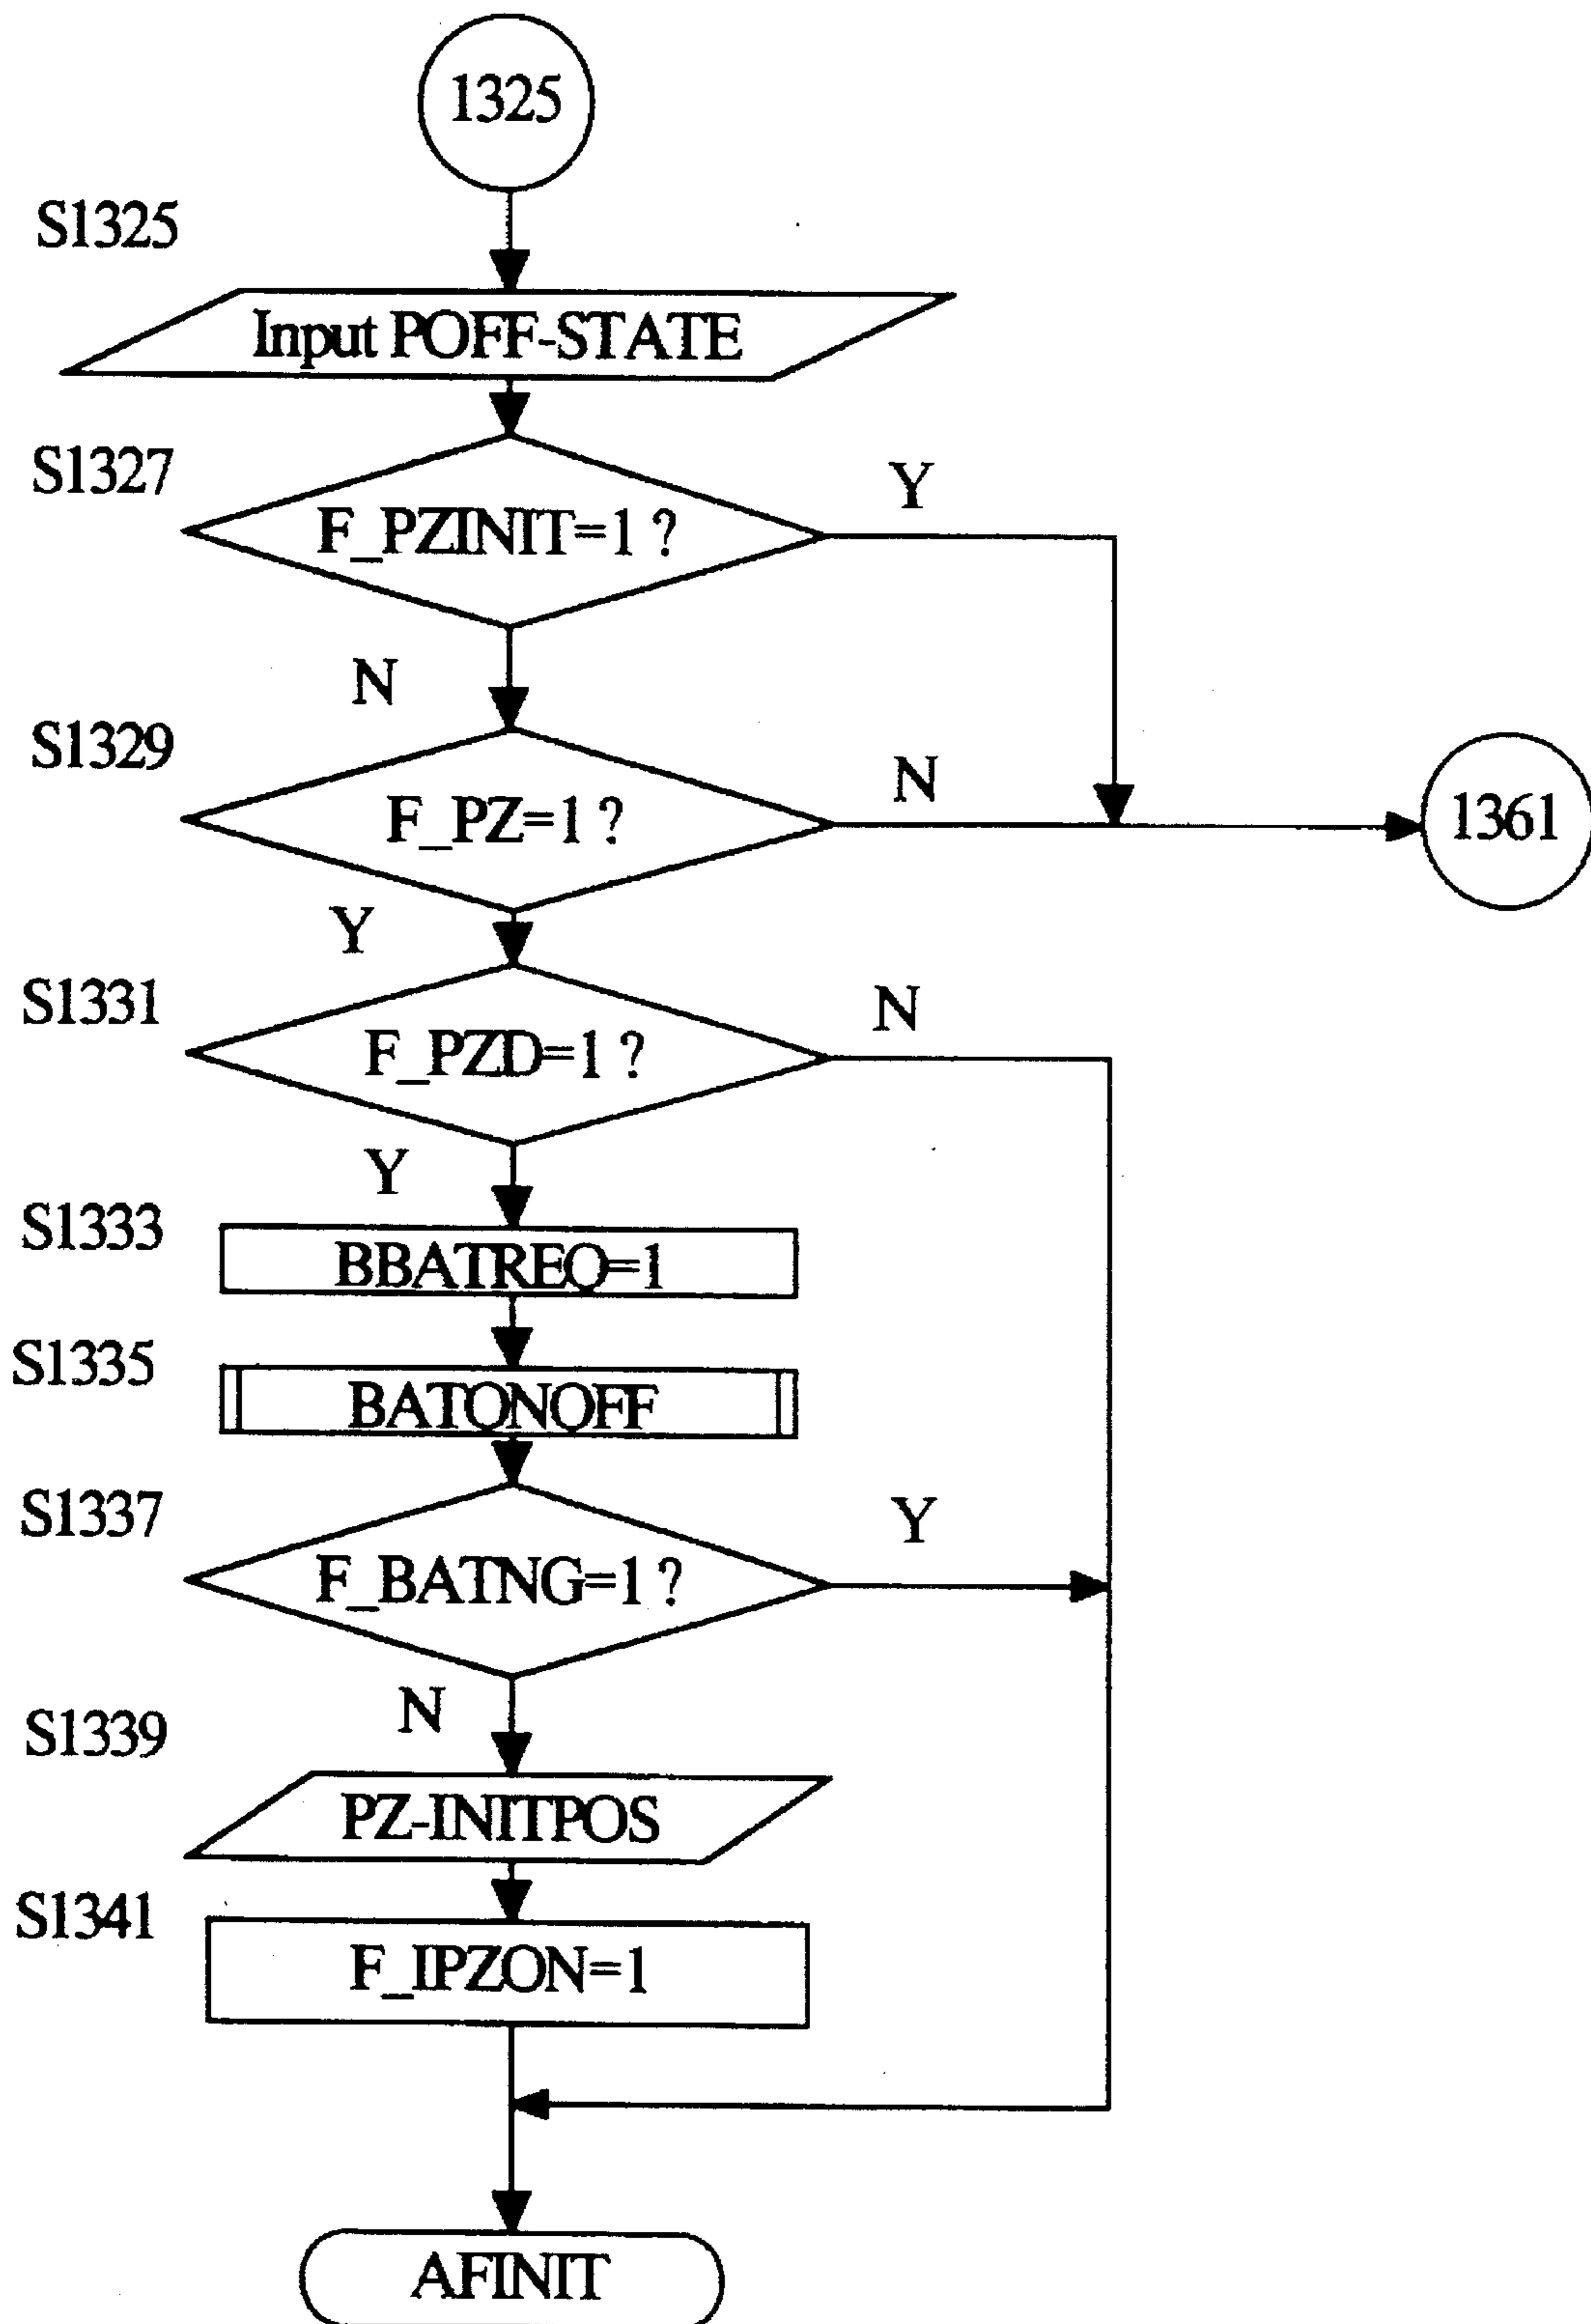 1325
S1325
Input POFF-STATE
S1327
F_PZINIT=1 ?
Y
N
S1329
F_PZ=1 ?
N
1361
Y
S1331
F_PZD=1 ?
N
Y
S1333
BBATREQ=1
S1335
BATONOFF
S1337
F_BATNG=1 ?
Y
N
S1339
PZ-INITPOS
S1341
F_IPZON=1
AFINIT